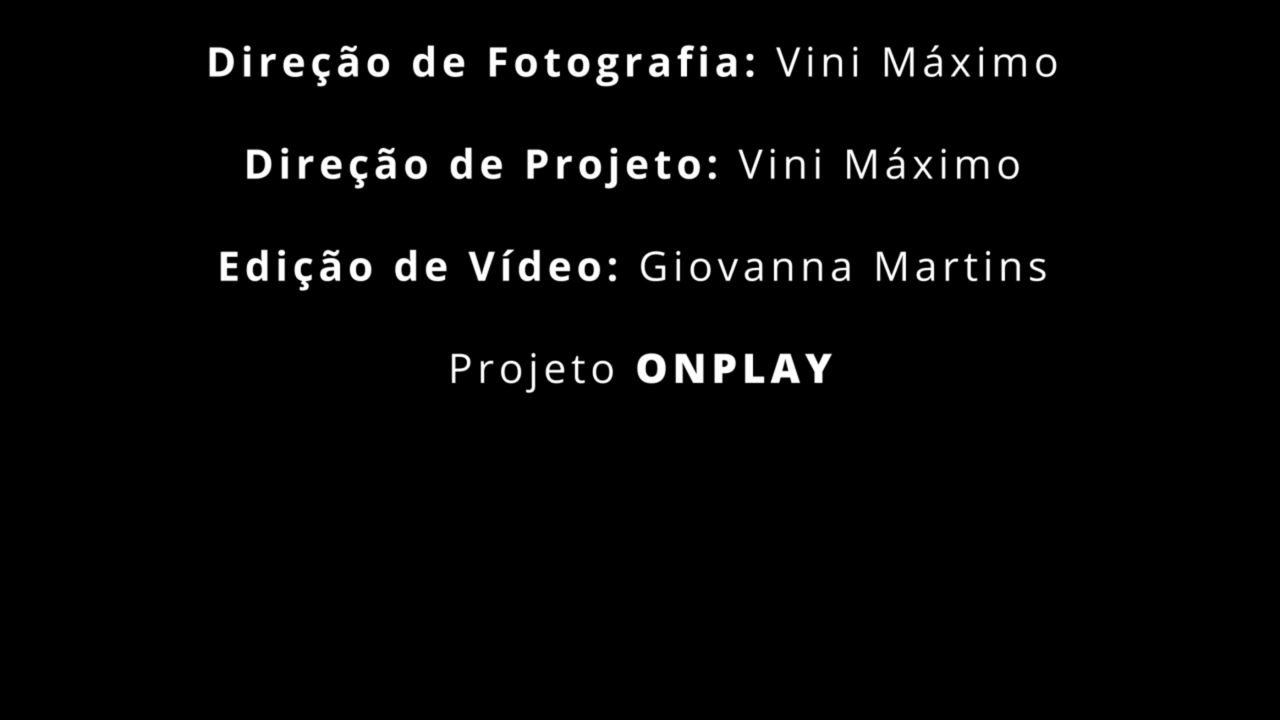 Direção de Fotografia: Vini Máximo
Direção de Projeto: Vini Máximo
Edição de Vídeo: Giovanna Martins
Projeto ONPLAY